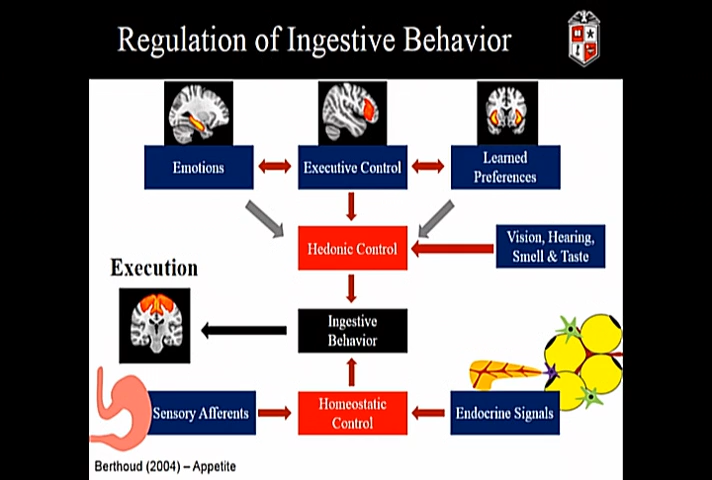 Regulation of Ingestive Behavior
Emotions
Executive Control
Learned
Preferences
Hedonic Control
Vision, Hearing,
Smell & Taste
Execution
Ingestive
Behavior
Sensory Afferents
Homeostatic
Control
Endocrine Signals
Berthoud (2004) – Appetite